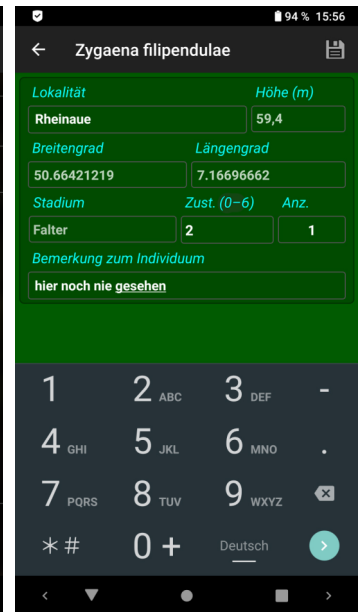 94 % 15:56
Zygaena filipendulae
Lokalität Höhe (m)
Rheinaue 59,4
Breitengrad Längengrad
50.66421219 7.16696662
Stadium Zust. (0–6) Anz.
Falter 2 1
Bemerkung zum Individuum
hier noch nie gesehen
1 2 ABC 3 DEF -
4 GHI 5 JKL 6 MNO .
7 PQRS 8 TUV 9 WXYZ
*# 0 + Deutsch